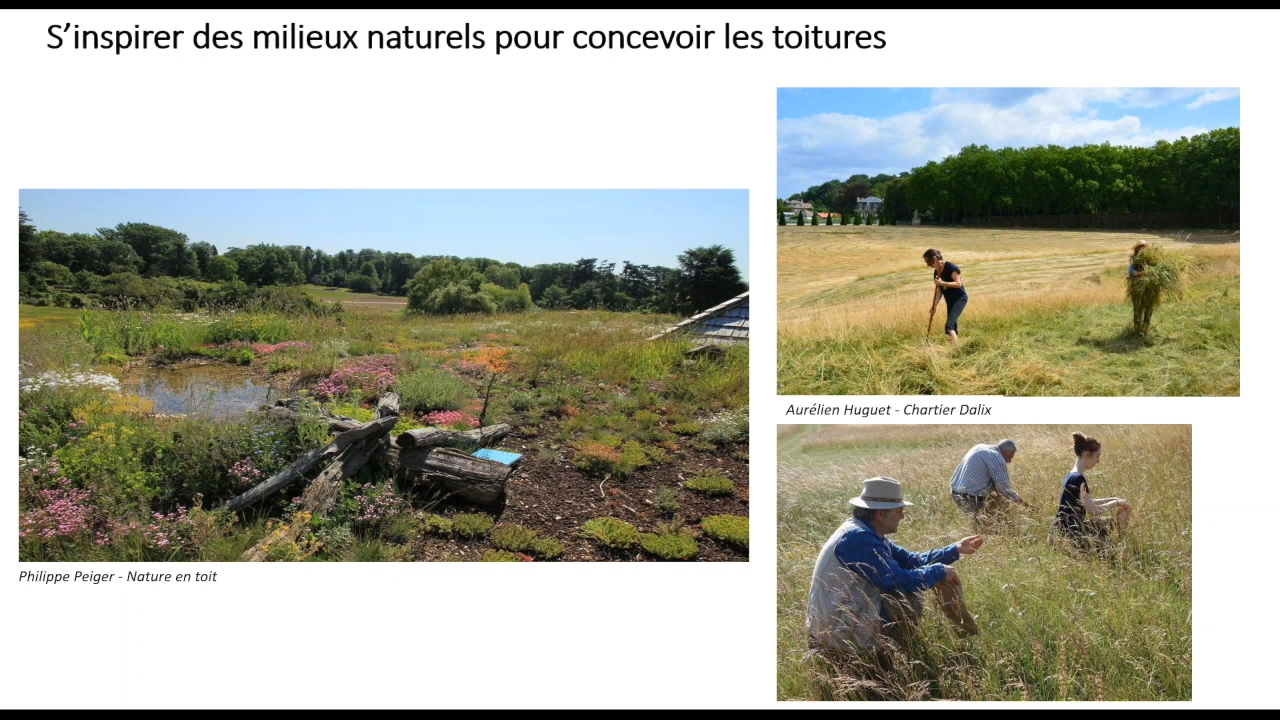 S'inspirer des milieux naturels pour concevoir les toitures
Philippe Peiger - Nature en toit
Aurélien Huguet - Chartier Dalix